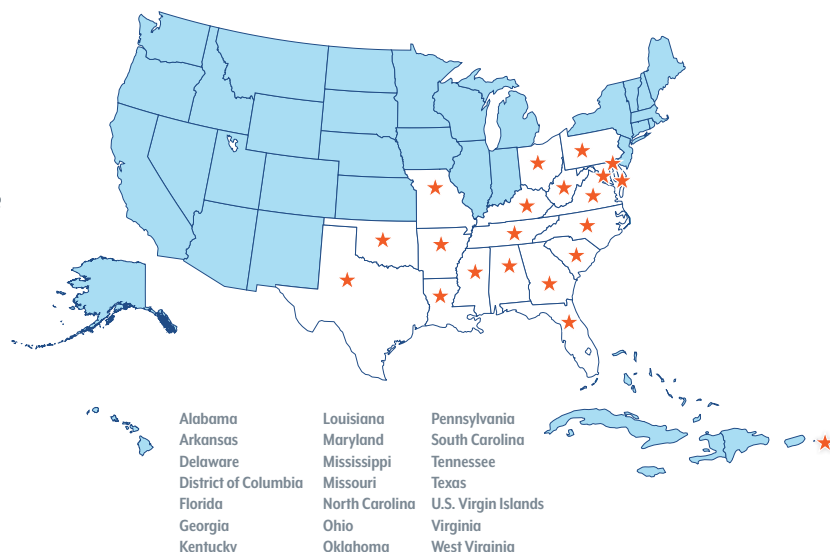 Alabama
Arkansas
Delaware
District of Columbia
Florida
Georgia
Kentucky
Louisiana
Maryland
Mississippi
Missouri
North Carolina
Ohio
Oklahoma
Pennsylvania
South Carolina
Tennessee
Texas
U.S. Virgin Islands
Virginia
West Virginia